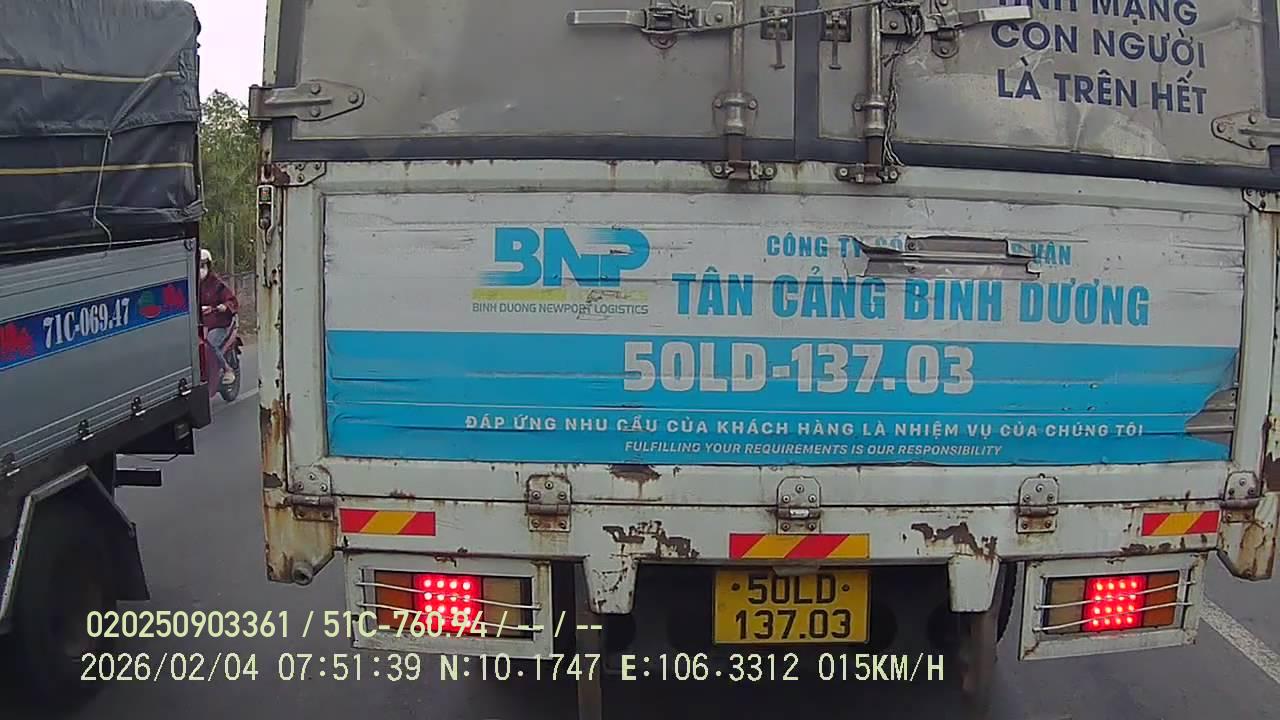 TÍNH MẠNG
CON NGƯỜI
LÀ TRÊN HẾT
71C-069.47
BNP
BINH DUONG NEWPORT LOGISTICS
CÔNG TY VẬN
TÂN CẢNG BÌNH DƯƠNG
50LD-137.03
ĐÁP ỨNG NHU CẦU CỦA KHÁCH HÀNG LÀ NHIỆM VỤ CỦA CHÚNG TÔI
FULFILLING YOUR REQUIREMENTS IS OUR RESPONSIBILITY
50LD
137.03
020250903361 / 51C-760.94 / -- / --
2026/02/04 07:51:39 N:10.1747 E:106.3312 015KM/H